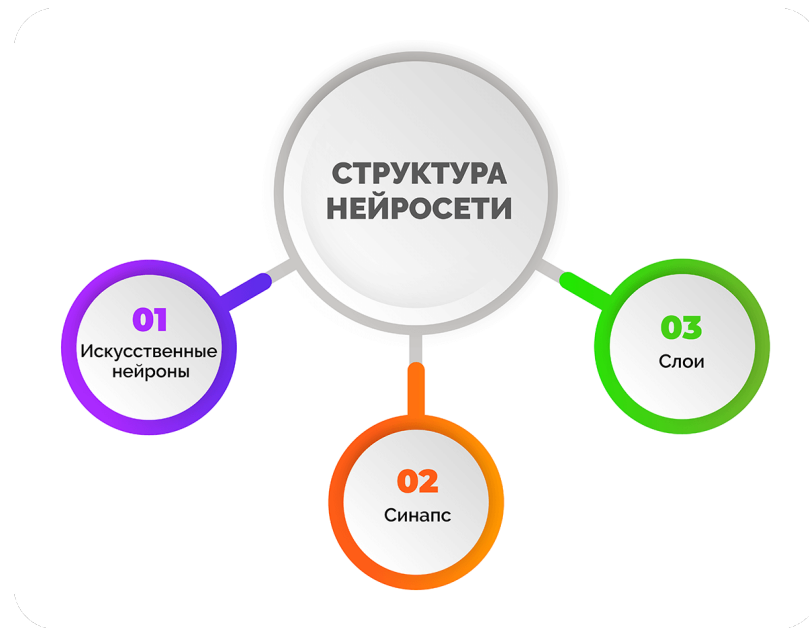 СТРУКТУРА
НЕЙРОСЕТИ
01
Искусственные
нейроны
02
Синапс
03
Слои